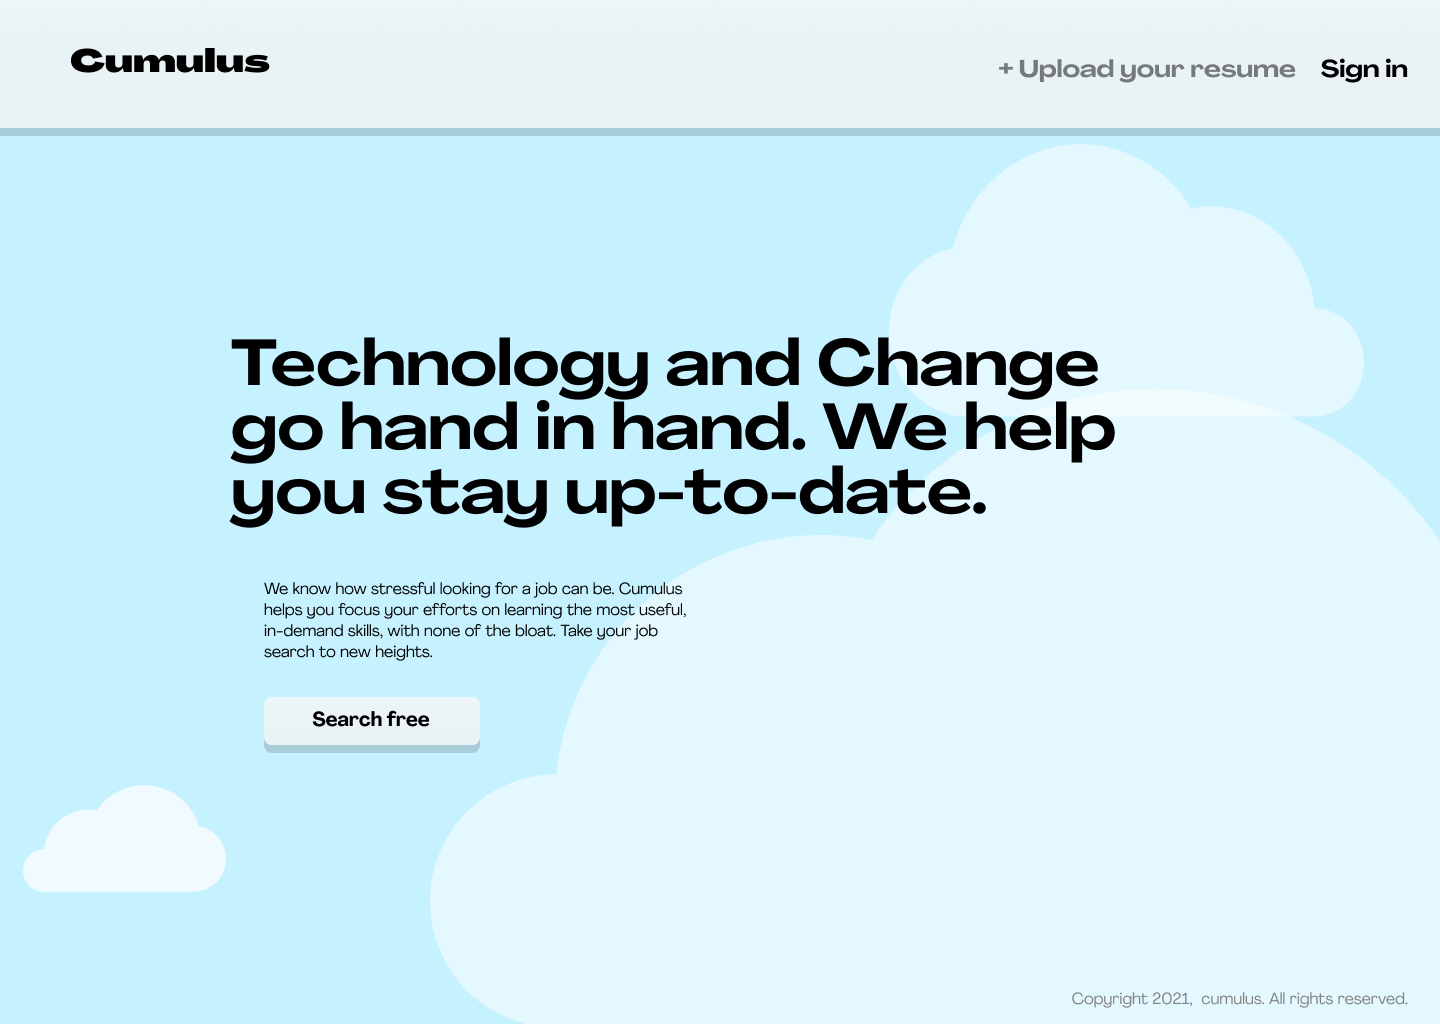 Cumulus
+ Upload your resume
Sign in
Technology and Change
go hand in hand. We help
you stay up-to-date.
We know how stressful looking for a job can be. Cumulus
helps you focus your efforts on learning the most useful,
in-demand skills, with none of the bloat. Take your job
search to new heights.
Search free
Copyright 2021,  cumulus. All rights reserved.